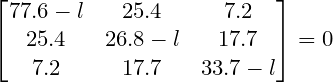 77.6 − l 25.4 7.2
25.4 26.8 − l 17.7 = 0
7.2 17.7 33.7 − l